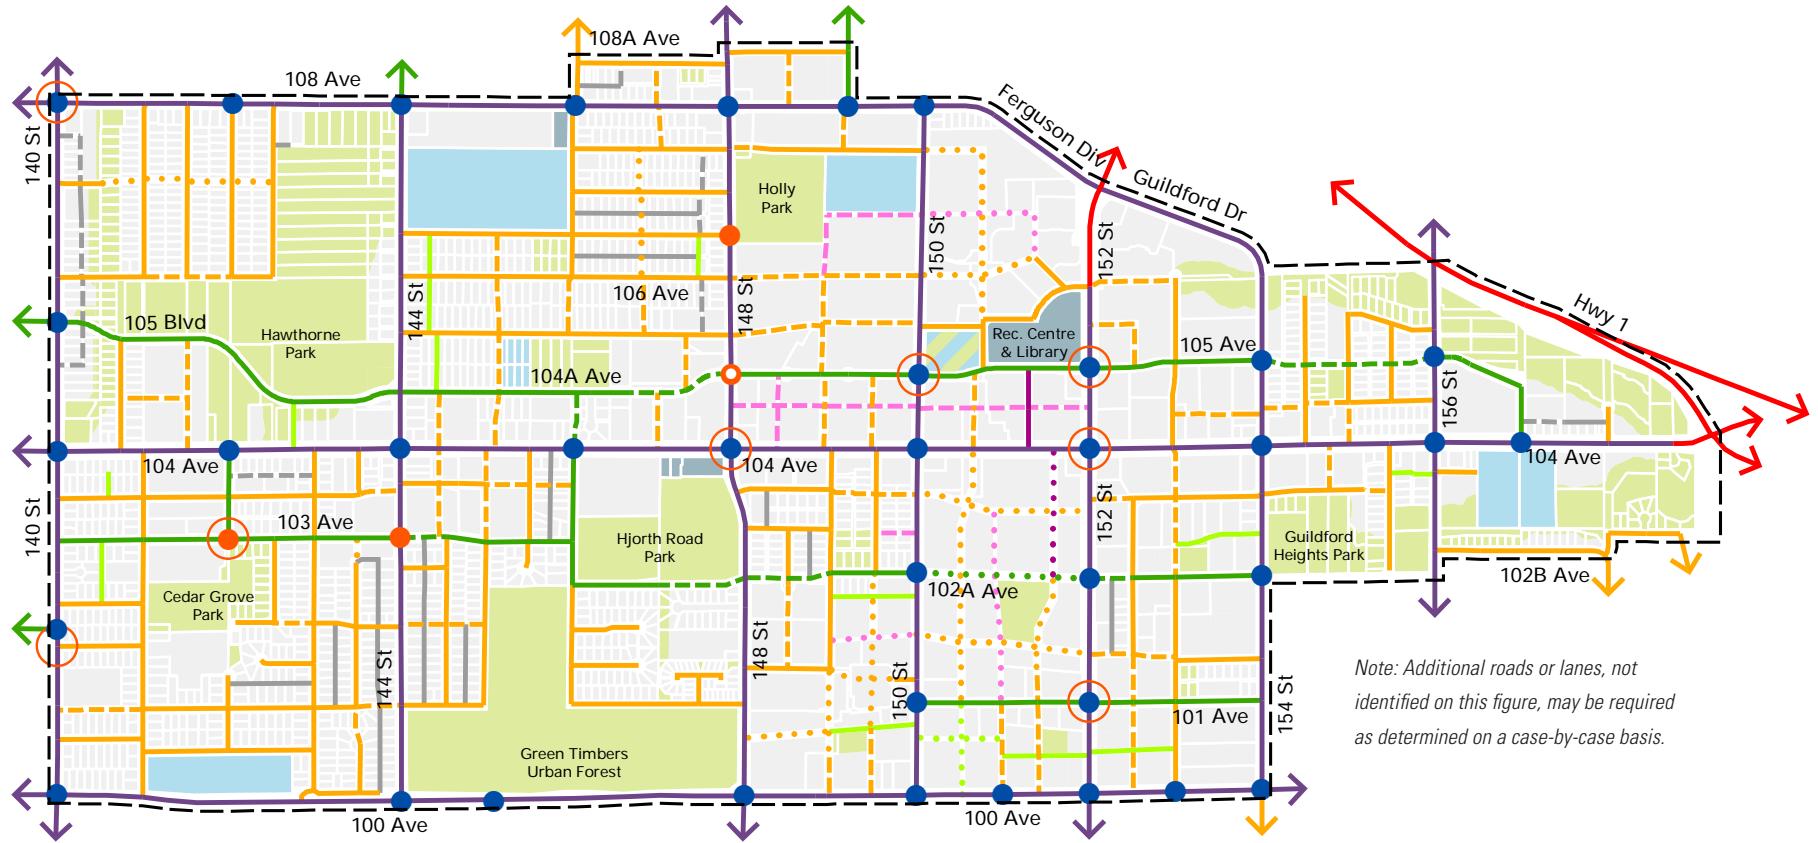 108A Ave
108 Ave
Ferguson Div
Guildford Dr
140 St
Holly
Park
150 St
152 St
106 Ave
144 St
148 St
Hwy 1
105 Blvd
Hawthorne
Park
Rec. Centre
& Library
105 Ave
104A Ave
156 St
104 Ave
104 Ave
104 Ave
140 St
103 Ave
152 St
Hjorth Road
Park
Guildford
Heights Park
102B Ave
102A Ave
Cedar Grove
Park
148 St
144 St
150 St
154 St
101 Ave
Note: Additional roads or lanes, not
identified on this figure, may be required
as determined on a case-by-case basis.
Green Timbers
Urban Forest
100 Ave
100 Ave